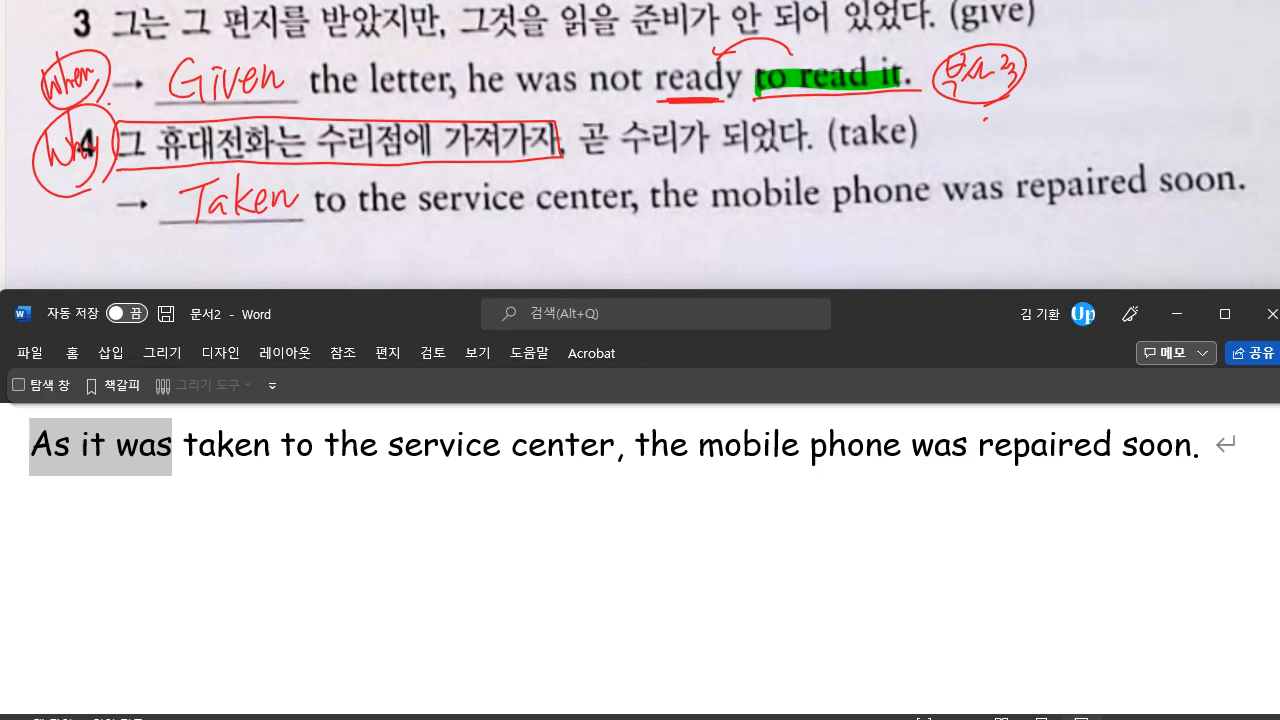 3 그는 그 편지를 받았지만, 그것을 읽을 준비가 안 되어 있었다. (give)
When → Given the letter, he was not ready to read it. 부사구
Why 4 그 휴대전화는 수리점에 가져가자, 곧 수리가 되었다. (take)
→ Taken to the service center, the mobile phone was repaired soon.
자동 저장 끔 문서2 - Word 검색(Alt+Q) 김 기환 Up
파일 홈 삽입 그리기 디자인 레이아웃 참조 편지 검토 보기 도움말 Acrobat 메모 공유
탐색 창 책갈피 그리기 도구
As it was taken to the service center, the mobile phone was repaired soon.